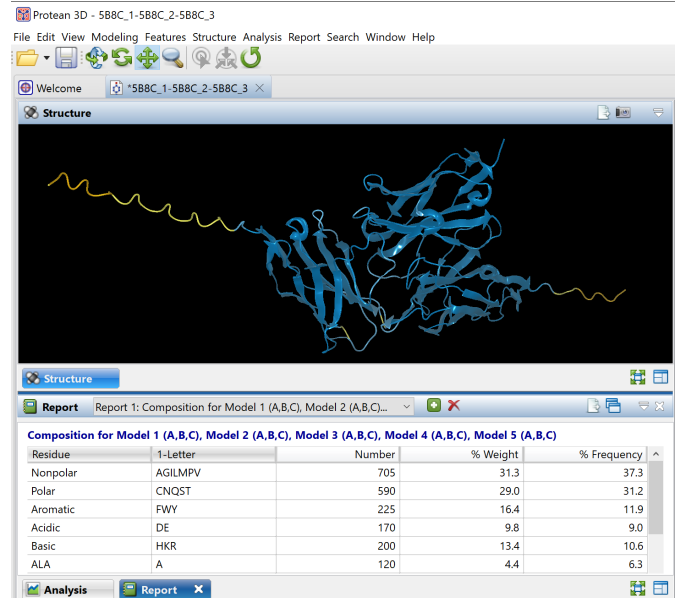 Protean 3D - 5B8C_1-5B8C_2-5B8C_3
File Edit View Modeling Features Structure Analysis Report Search Window Help
Welcome
*5B8C_1-5B8C_2-5B8C_3
Structure
Structure
Report Report 1: Composition for Model 1 (A,B,C), Model 2 (A,B,C)...
Composition for Model 1 (A,B,C), Model 2 (A,B,C), Model 3 (A,B,C), Model 4 (A,B,C), Model 5 (A,B,C)
Residue 1-Letter Number % Weight % Frequency
Nonpolar AGILMPV 705 31.3 37.3
Polar CNQST 590 29.0 31.2
Aromatic FWY 225 16.4 11.9
Acidic DE 170 9.8 9.0
Basic HKR 200 13.4 10.6
ALA A 120 4.4 6.3
Analysis Report